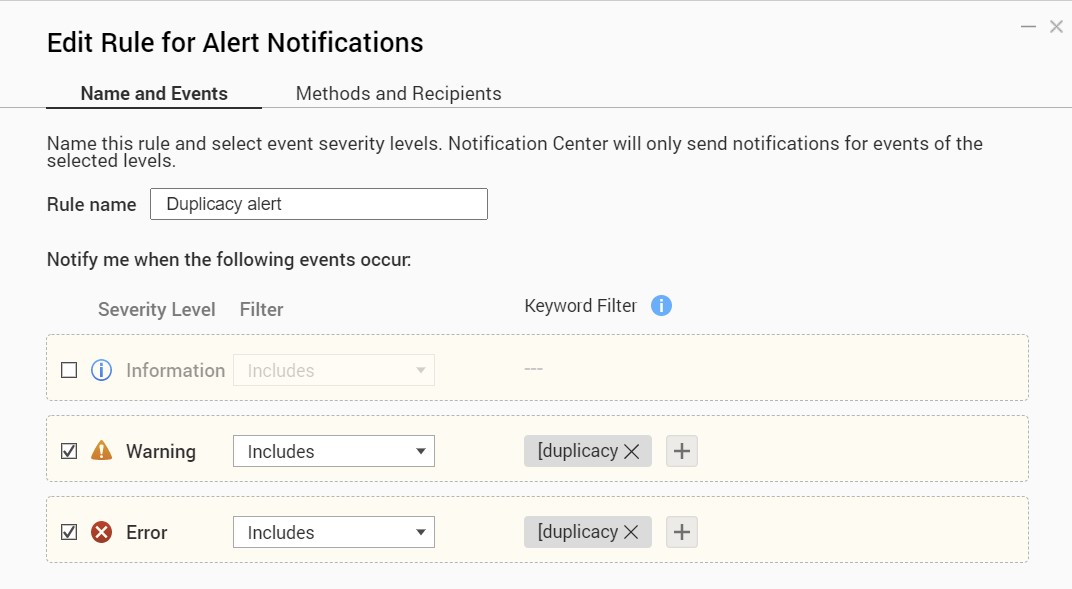 Edit Rule for Alert Notifications
Name and Events Methods and Recipients
Name this rule and select event severity levels. Notification Center will only send notifications for events of the
selected levels.
Rule name Duplicacy alert
Notify me when the following events occur:
Severity Level Filter Keyword Filter
Information Includes ---
Warning Includes [duplicacy
Error Includes [duplicacy